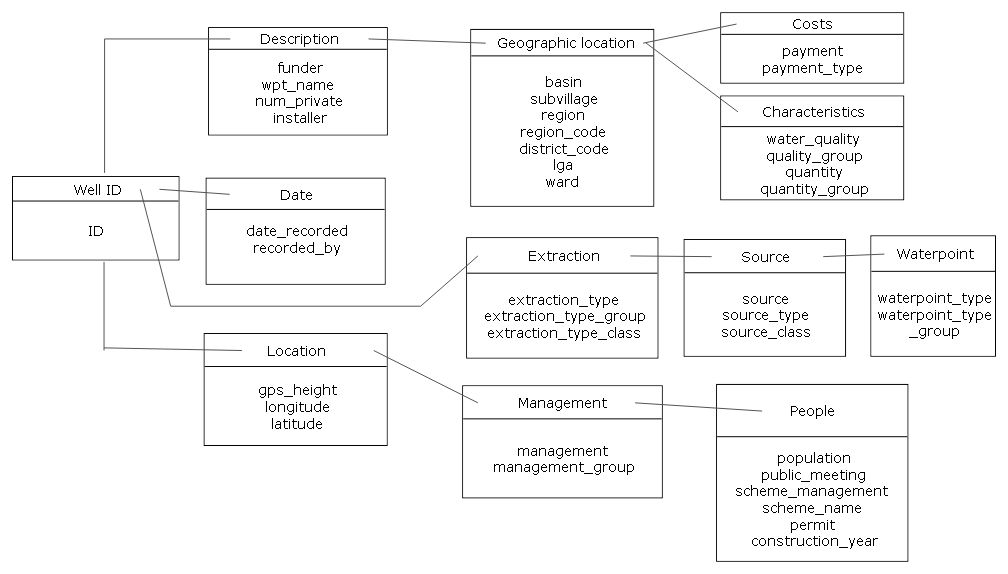 Description
funder
wpt_name
num_private
installer
Geographic location
basin
subvillage
region
region_code
district_code
lga
ward
Costs
payment
payment_type
Characteristics
water_quality
quality_group
quantity
quantity_group
Well ID
ID
Date
date_recorded
recorded_by
Extraction
extraction_type
extraction_type_group
extraction_type_class
Source
source
source_type
source_class
Waterpoint
waterpoint_type
waterpoint_type
_group
Location
gps_height
longitude
latitude
Management
management
management_group
People
population
public_meeting
scheme_management
scheme_name
permit
construction_year